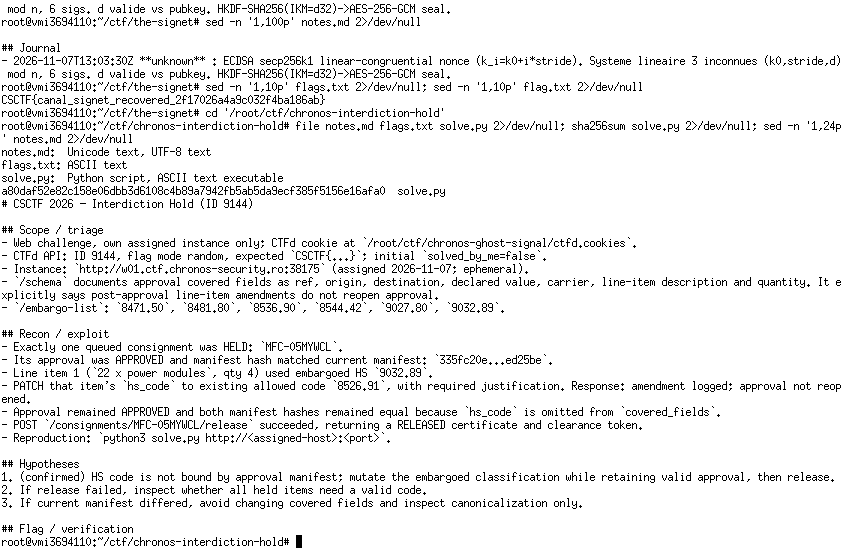 mod n, 6 sigs. d valide vs pubkey. HKDF-SHA256(IKM=d32)->AES-256-GCM seal.
root@vmi3694110:~/ctf/the-signet# sed -n '1,100p' notes.md 2>/dev/null

## Journal
- 2026-11-07T13:03:30Z **unknown** : ECDSA secp256k1 linear-congruential nonce (k_i=k0+i*stride). Systeme lineaire 3 inconnues (k0,stride,d)
 mod n, 6 sigs. d valide vs pubkey. HKDF-SHA256(IKM=d32)->AES-256-GCM seal.
root@vmi3694110:~/ctf/the-signet# sed -n '1,10p' flags.txt 2>/dev/null; sed -n '1,10p' flag.txt 2>/dev/null
CSCTF{canal_signet_recovered_2f17026a4a9c032f4ba186ab}
root@vmi3694110:~/ctf/the-signet# cd '/root/ctf/chronos-interdiction-hold'
root@vmi3694110:~/ctf/chronos-interdiction-hold# file notes.md flags.txt solve.py 2>/dev/null; sha256sum solve.py 2>/dev/null; sed -n '1,24p
' notes.md 2>/dev/null
notes.md:  Unicode text, UTF-8 text
flags.txt: ASCII text
solve.py:  Python script, ASCII text executable
a80daf52e82c158e06dbb3d6108c4b89a7942fb5ab5da9ecf385f5156e16afa0  solve.py
# CSCTF 2026 — Interdiction Hold (ID 9144)

## Scope / triage
- Web challenge, own assigned instance only; CTFd cookie at `/root/ctf/chronos-ghost-signal/ctfd.cookies`.
- CTFd API: ID 9144, flag mode random, expected `CSCTF{...}`; initial `solved_by_me=false`.
- Instance: `http://w01.ctf.chronos-security.ro:38175` (assigned 2026-11-07; ephemeral).
- `/schema` documents approval covered fields as ref, origin, destination, declared value, carrier, line-item description and quantity. It e
xplicitly says post-approval line-item amendments do not reopen approval.
- `/embargo-list`: `8471.50`, `8481.80`, `8536.90`, `8544.42`, `9027.80`, `9032.89`.

## Recon / exploit
- Exactly one queued consignment was HELD: `MFC-05MYWCL`.
- Its approval was APPROVED and manifest hash matched current manifest: `335fc20e...ed25be`.
- Line item 1 (`22 x power modules`, qty 4) used embargoed HS `9032.89`.
- PATCH that item's `hs_code` to existing allowed code `8526.91`, with required justification. Response: amendment logged; approval not reop
ened.
- Approval remained APPROVED and both manifest hashes remained equal because `hs_code` is omitted from `covered_fields`.
- POST `/consignments/MFC-05MYWCL/release` succeeded, returning a RELEASED certificate and clearance token.
- Reproduction: `python3 solve.py http://<assigned-host>:<port>`.

## Hypotheses
1. (confirmed) HS code is not bound by approval manifest; mutate the embargoed classification while retaining valid approval, then release.
2. If release failed, inspect whether all held items need a valid code.
3. If current manifest differed, avoid changing covered fields and inspect canonicalization only.

## Flag / verification
root@vmi3694110:~/ctf/chronos-interdiction-hold#